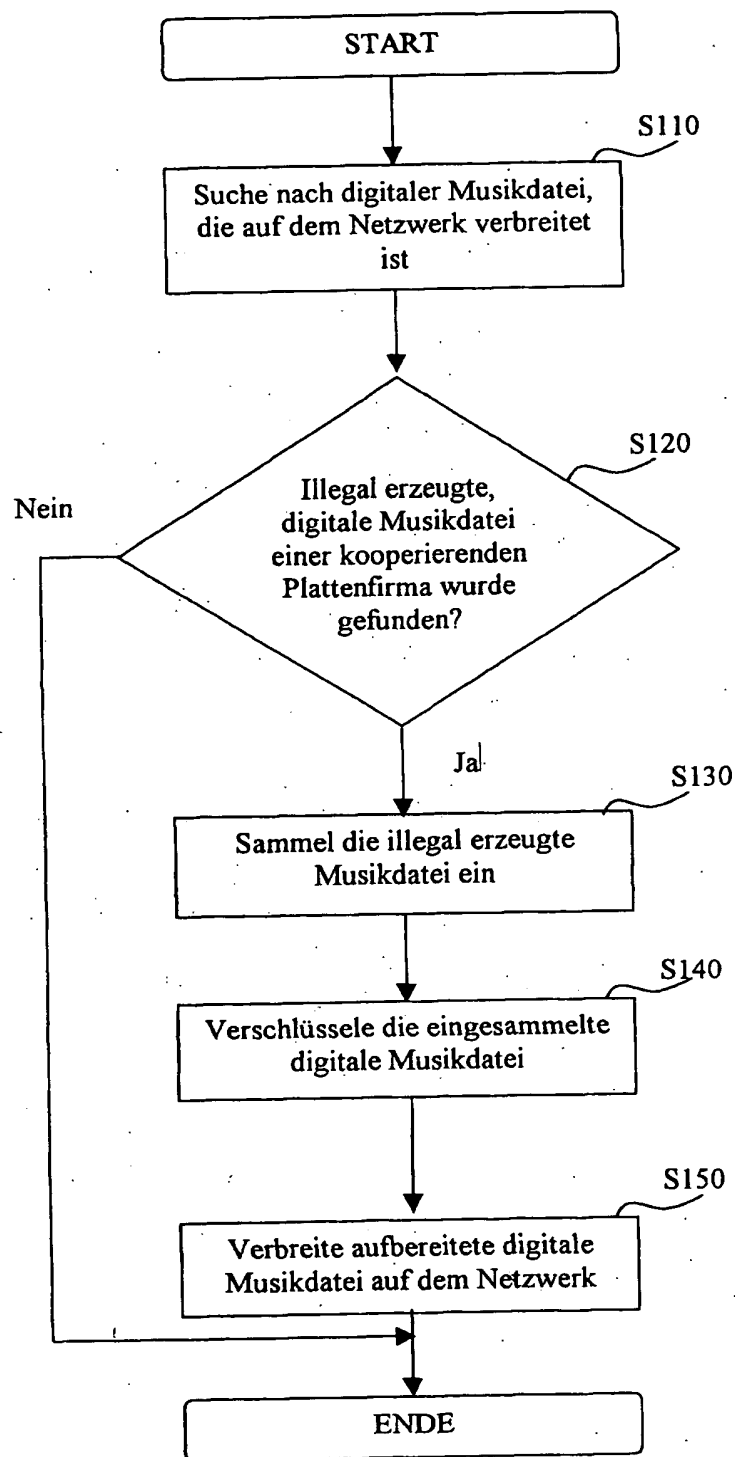 START
S110
Suche nach digitaler Musikdatei,
die auf dem Netzwerk verbreitet
ist
S120
Nein
Illegal erzeugte,
digitale Musikdatei
einer kooperierenden
Plattenfirma wurde
gefunden?
Ja
S130
Sammel die illegal erzeugte
Musikdatei ein
S140
Verschlüssele die eingesammelte
digitale Musikdatei
S150
Verbreite aufbereitete digitale
Musikdatei auf dem Netzwerk
ENDE